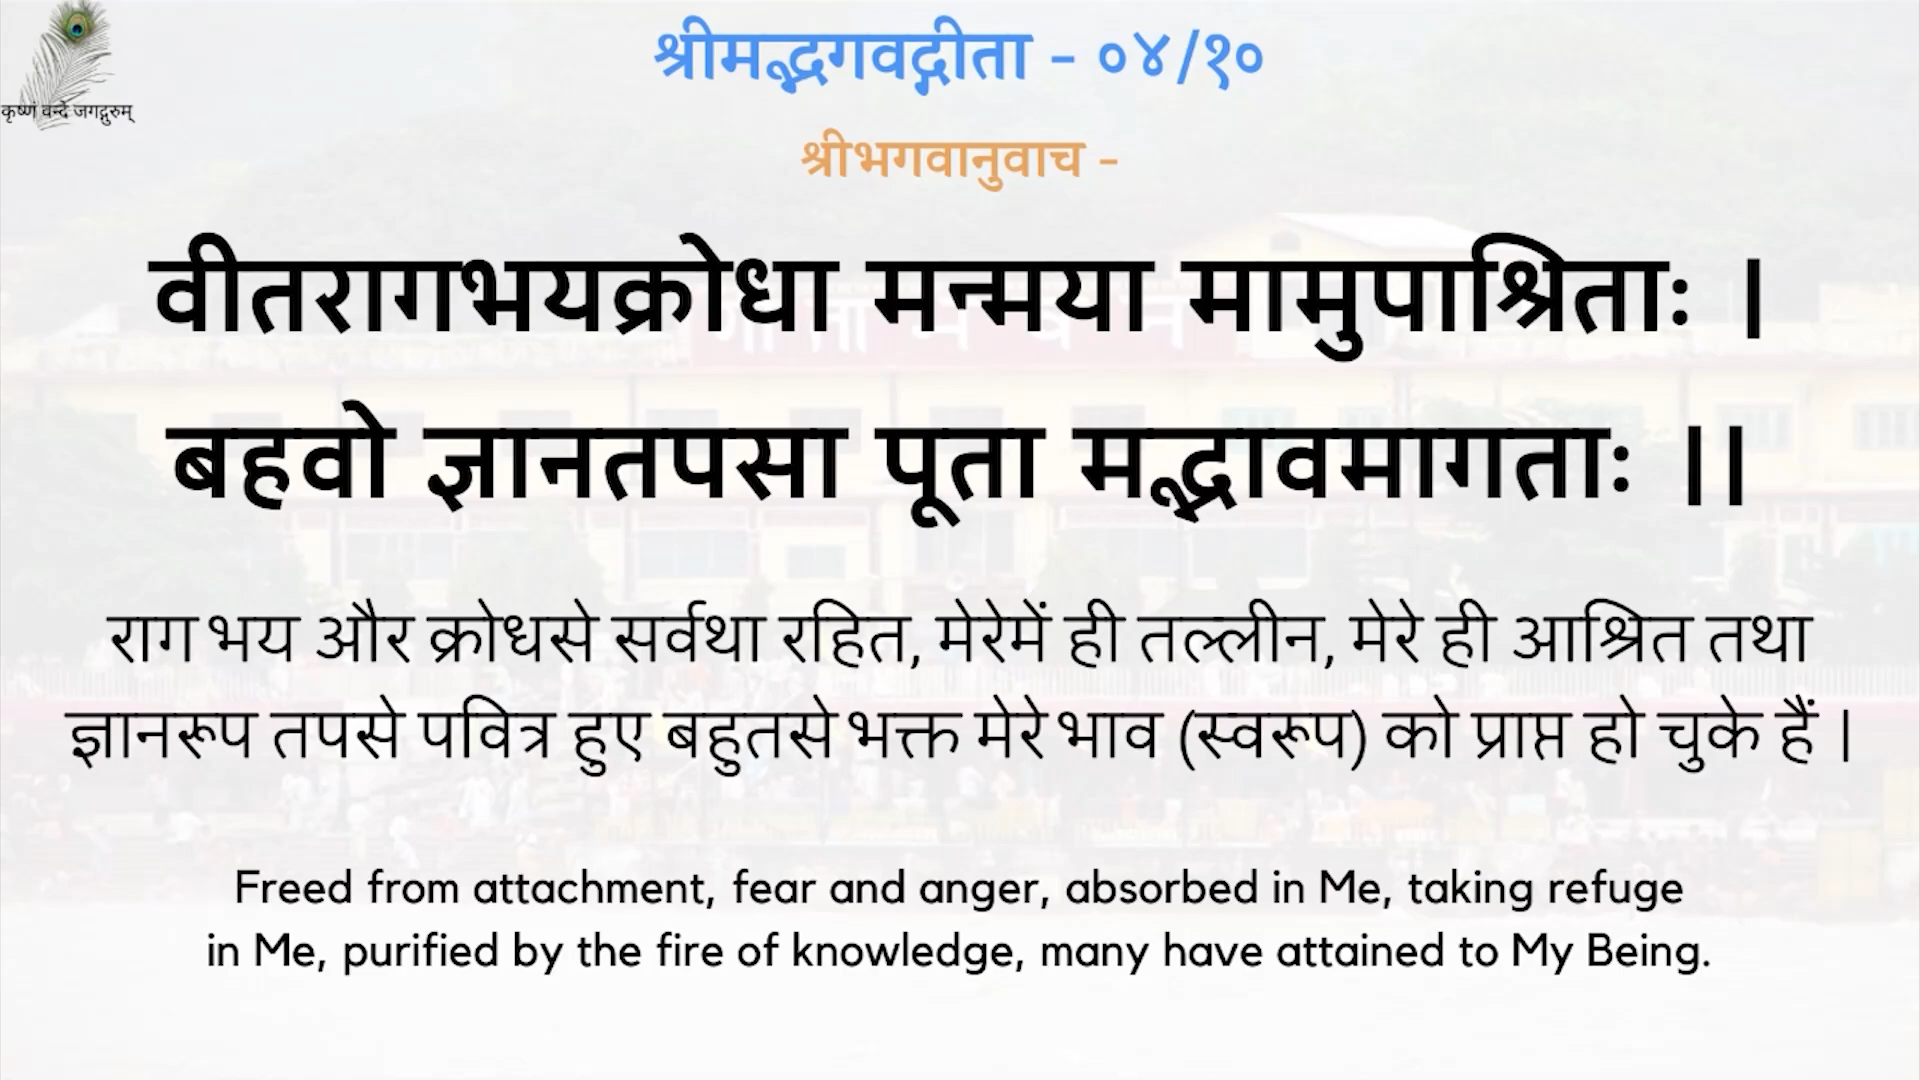 श्रीमद्भगवद्गीता - ०४/१०
कृष्णं वन्दे जगद्गुरुम्
श्रीभगवानुवाच -
वीतरागभयक्रोधा मन्मया मामुपाश्रिताः ।
बहवो ज्ञानतपसा पूता मद्भावमागताः ।।
राग भय और क्रोधसे सर्वथा रहित, मेरेमें ही तल्लीन, मेरे ही आश्रित तथा
ज्ञानरूप तपसे पवित्र हुए बहुतसे भक्त मेरे भाव (स्वरूप) को प्राप्त हो चुके हैं ।
Freed from attachment, fear and anger, absorbed in Me, taking refuge
in Me, purified by the fire of knowledge, many have attained to My Being.